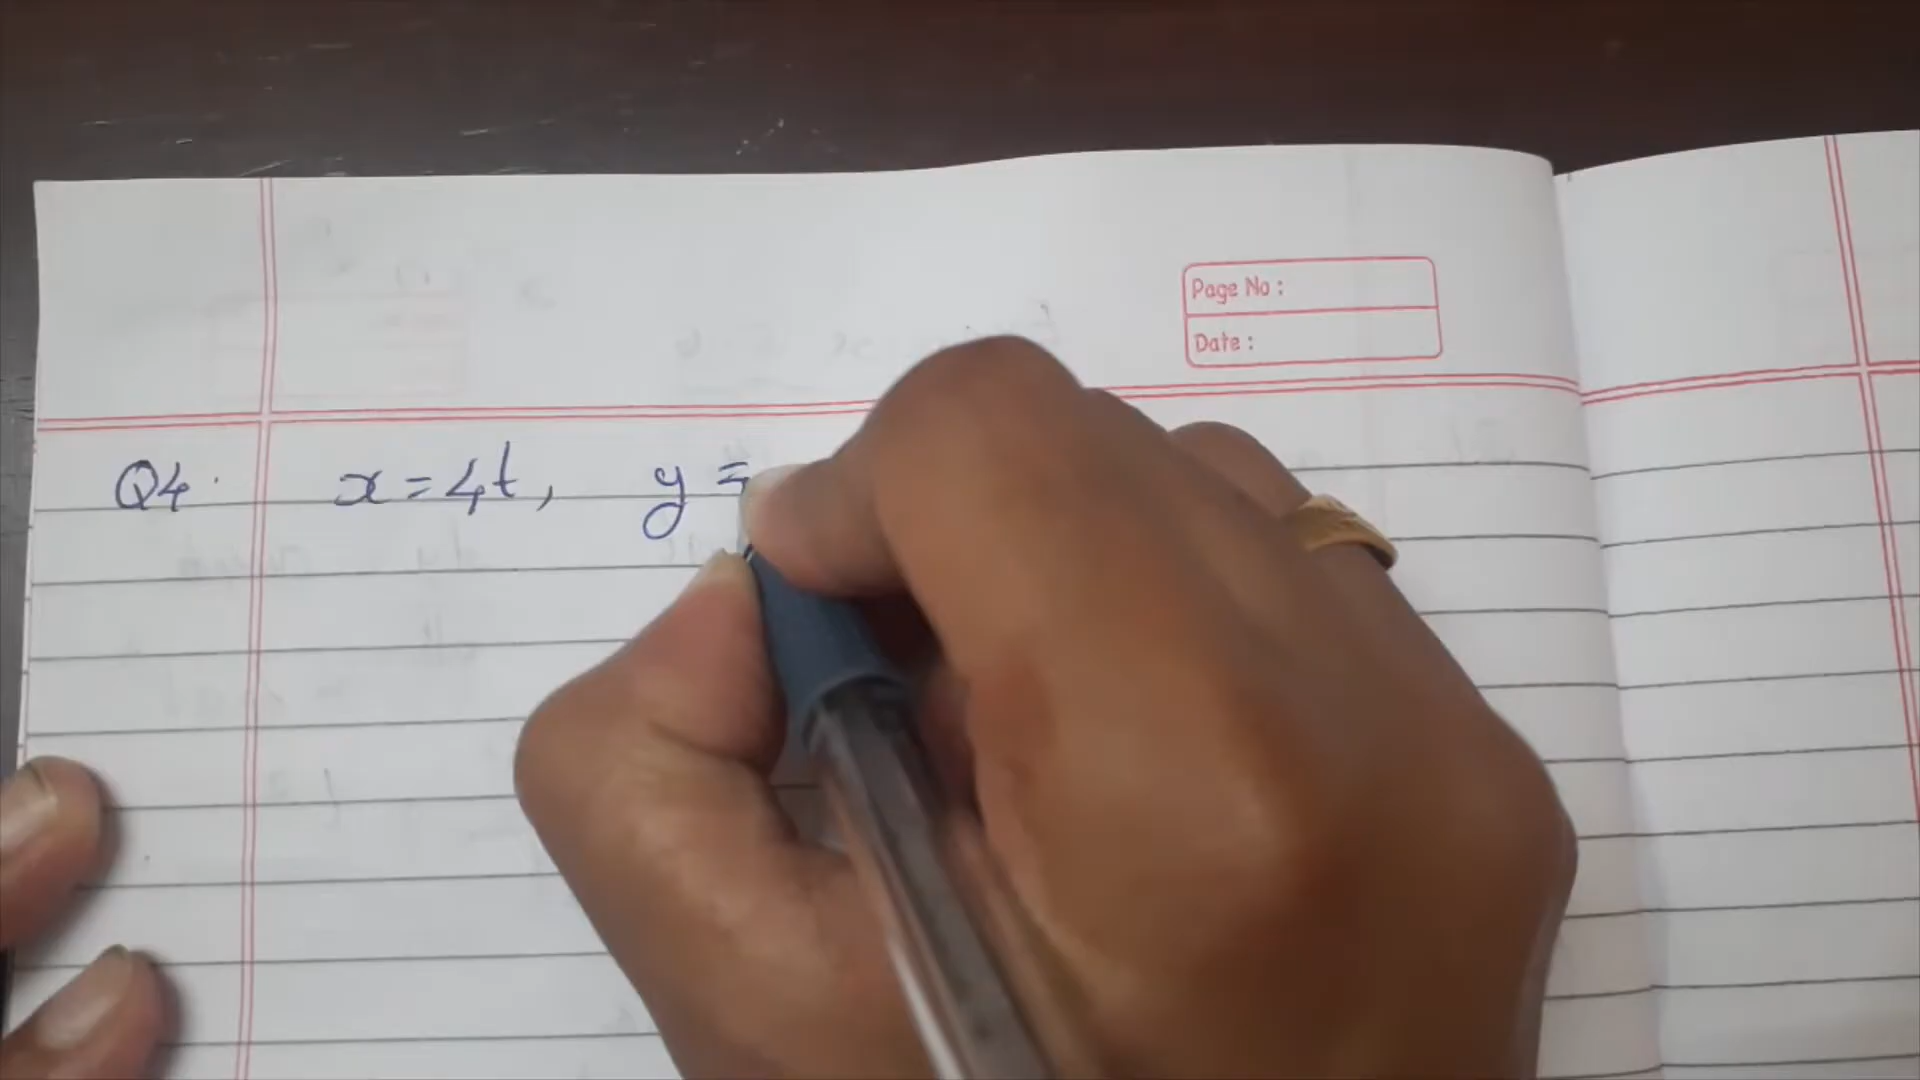 Page No :
Date :
Q4. x = 4t, y =